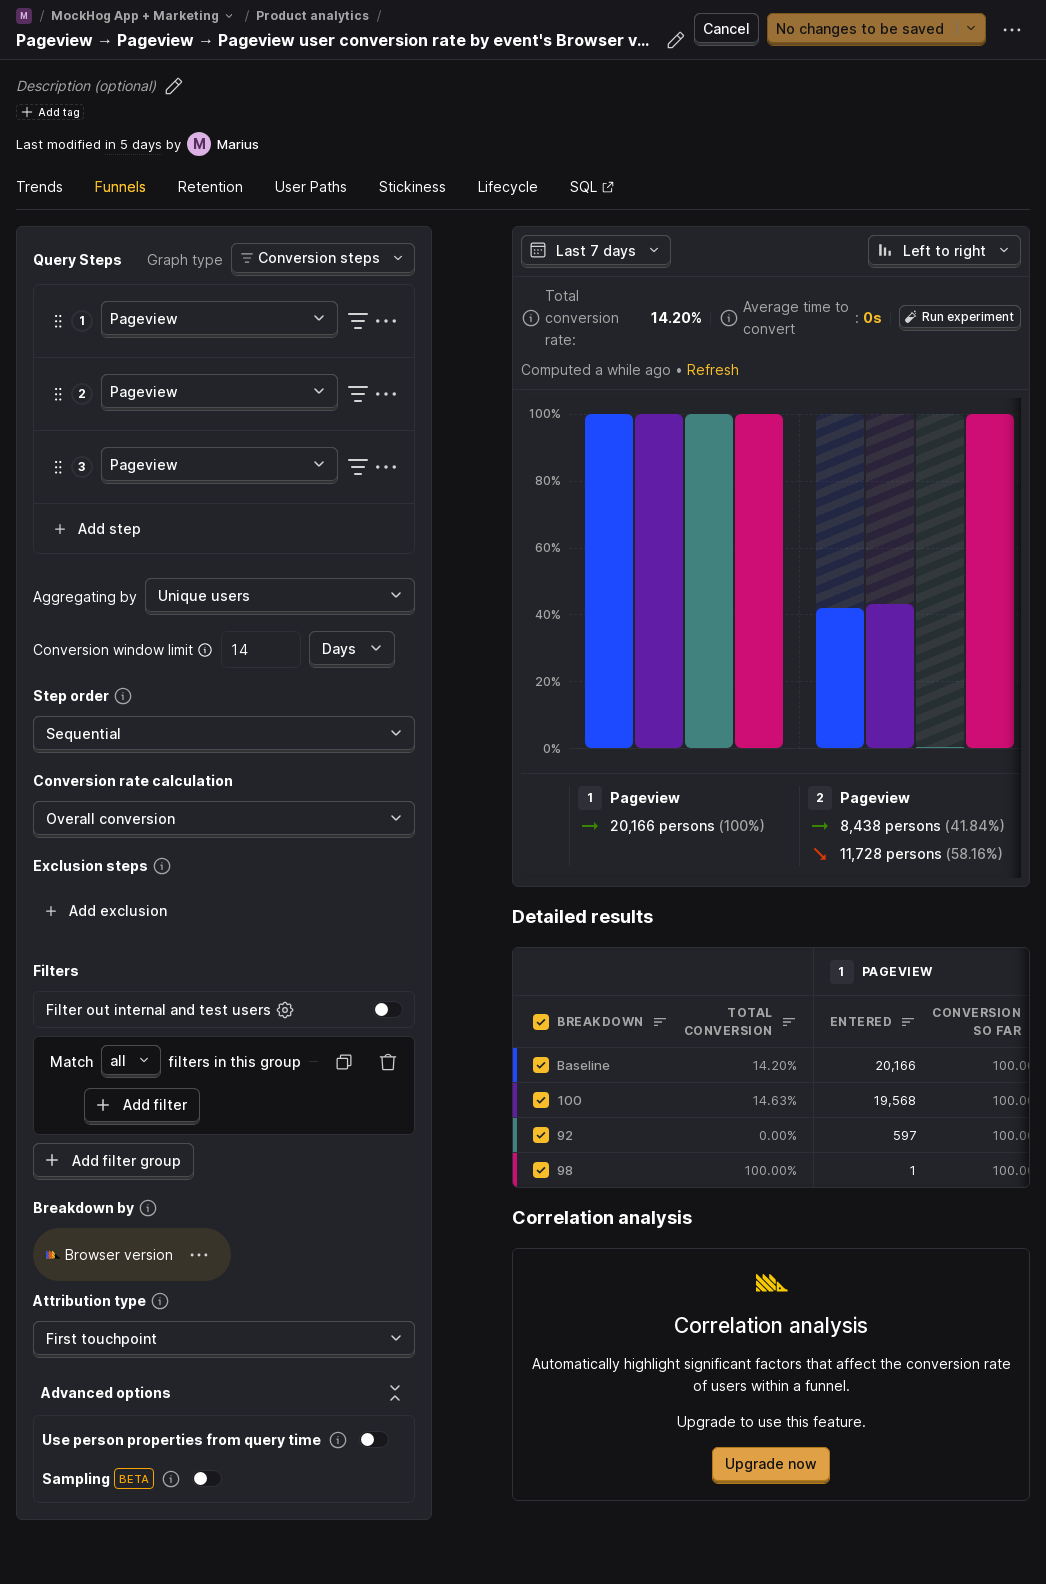 M / MockHog App + Marketing / Product analytics /
Pageview → Pageview → Pageview user conversion rate by event's Browser v...
Cancel
No changes to be saved
Description (optional)
Add tag
Last modified in 5 days by M Marius
Trends Funnels Retention User Paths Stickiness Lifecycle SQL
Query Steps Graph type Conversion steps
1 Pageview
2 Pageview
3 Pageview
Add step
Aggregating by Unique users
Conversion window limit 14 Days
Step order
Sequential
Conversion rate calculation
Overall conversion
Exclusion steps
Add exclusion
Filters
Filter out internal and test users
Match all filters in this group
Add filter
Add filter group
Breakdown by
Browser version
Attribution type
First touchpoint
Advanced options
Use person properties from query time
Sampling BETA
Last 7 days Left to right
Total
conversion
rate:
14.20%
Average time to
convert
: 0s
Run experiment
Computed a while ago • Refresh
100%
80%
60%
40%
20%
0%
1 Pageview
20,166 persons (100%)
2 Pageview
8,438 persons (41.84%)
11,728 persons (58.16%)
Detailed results
1 PAGEVIEW
BREAKDOWN
TOTAL
CONVERSION
ENTERED
CONVERSION
SO FAR
Baseline 14.20% 20,166 100.00
100 14.63% 19,568 100.00
92 0.00% 597 100.00
98 100.00% 1 100.00
Correlation analysis
Correlation analysis
Automatically highlight significant factors that affect the conversion rate
of users within a funnel.
Upgrade to use this feature.
Upgrade now